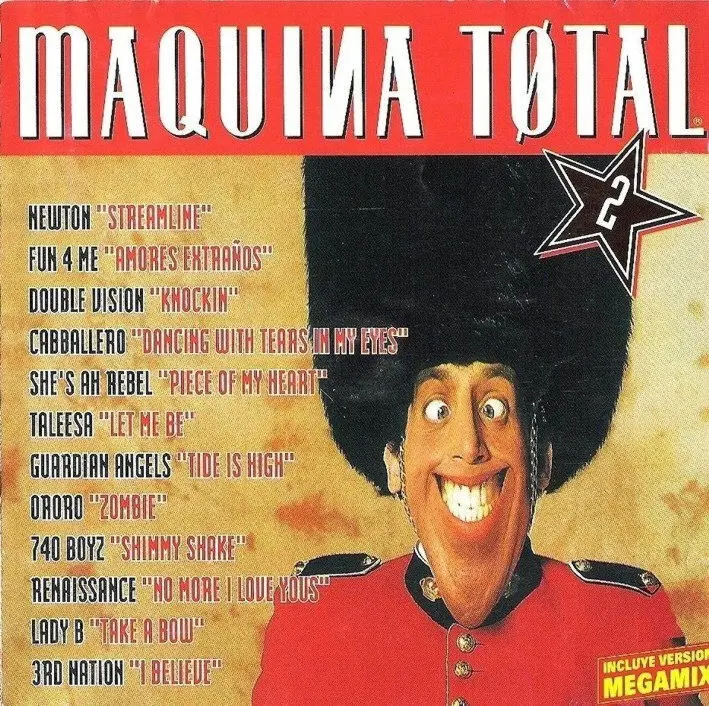 MAQUINA TØTAL
®
2
NEWTON "STREAMLINE"
FUN 4 ME "AMORES EXTRAÑOS"
DOUBLE VISION "KNOCKIN"
CABBALLERO "DANCING WITH TEARS IN MY EYES"
SHE'S AH REBEL "PIECE OF MY HEART"
TALEESA "LET ME BE"
GUARDIAN ANGELS "TIDE IS HIGH"
ORORO "ZOMBIE"
740 BOYZ "SHIMMY SHAKE"
RENAISSANCE "NO MORE I LOVE YOUS"
LADY B "TAKE A BOW"
3RD NATION "I BELIEVE"
INCLUYE VERSION
MEGAMIX